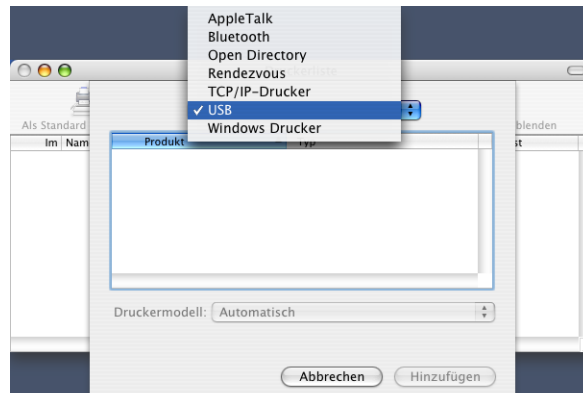 AppleTalk
Bluetooth
Open Directory
Rendezvous
TCP/IP-Drucker
✓ USB
Windows Drucker
Als Standard
blenden
Im Nam
Produkt
Typ
st
Druckermodell: Automatisch
Abbrechen Hinzufügen